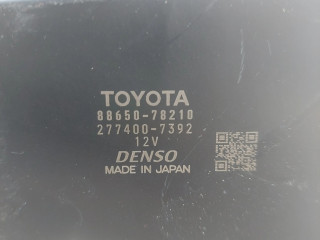 TOYOTA
88650-78210
277400-7392
12V
DENSO
MADE IN JAPAN